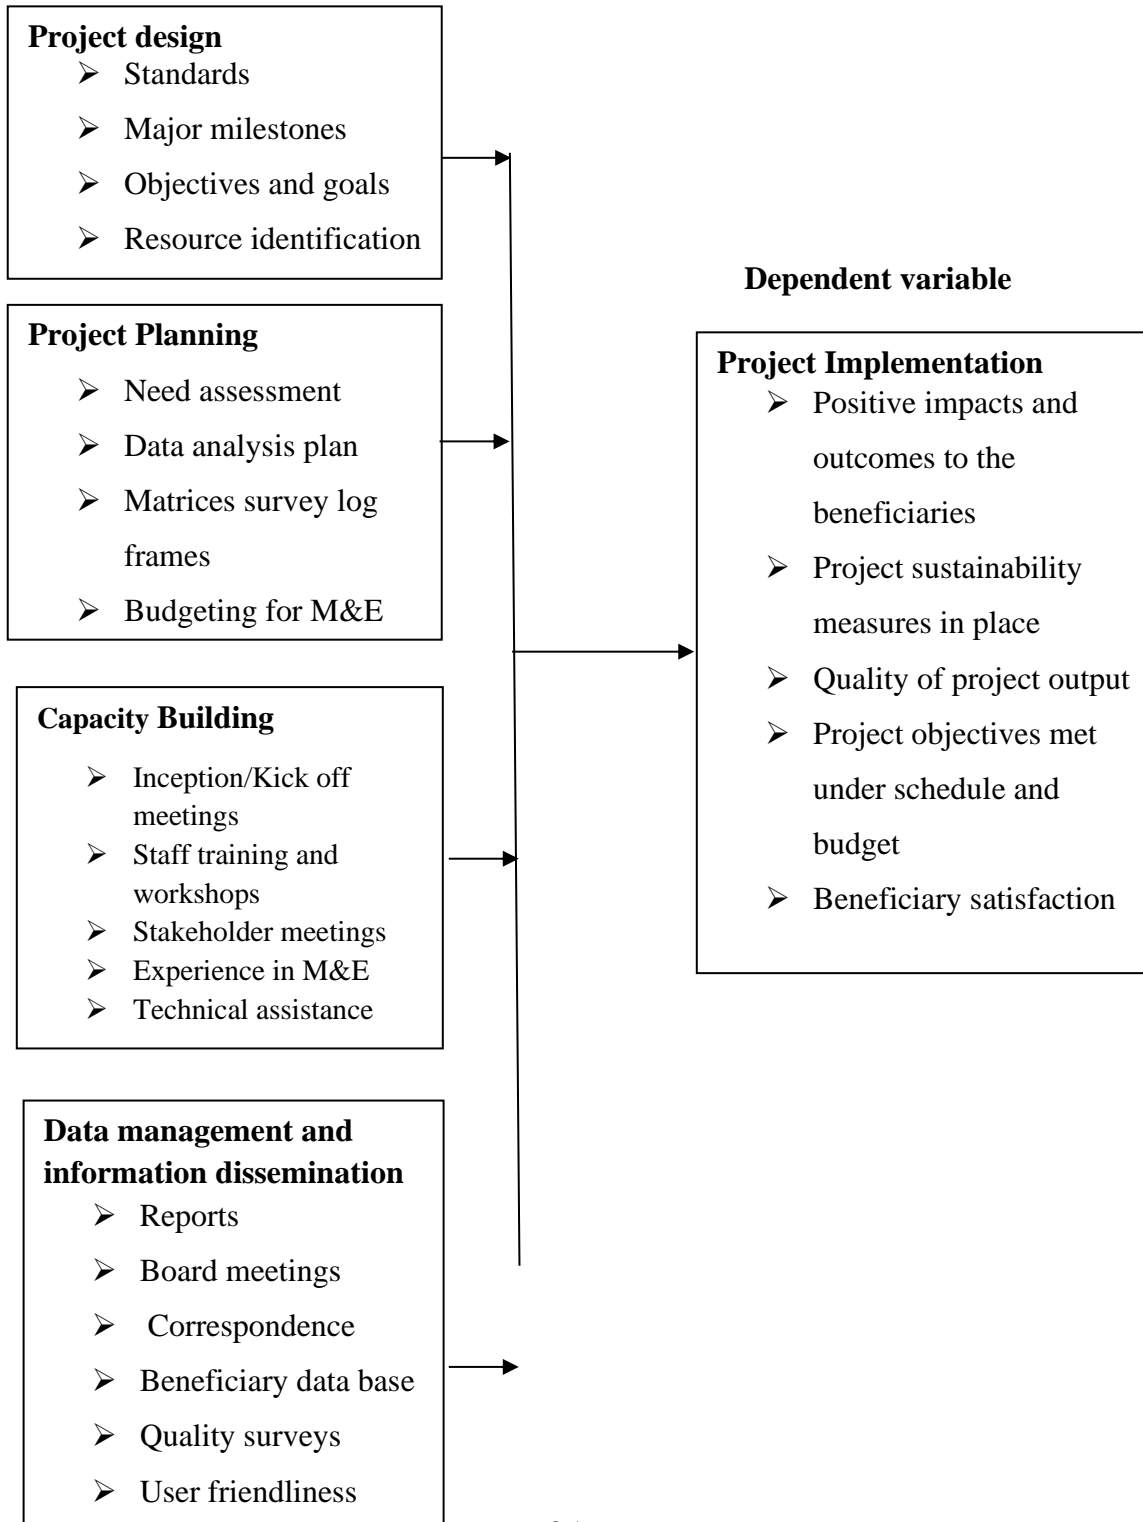 Project design
➢ Standards
➢ Major milestones
➢ Objectives and goals
➢ Resource identification
Project Planning
➢ Need assessment
➢ Data analysis plan
➢ Matrices survey log
frames
➢ Budgeting for M&E
Capacity Building
➢ Inception/Kick off
meetings
➢ Staff training and
workshops
➢ Stakeholder meetings
➢ Experience in M&E
➢ Technical assistance
Data management and
information dissemination
➢ Reports
➢ Board meetings
➢ Correspondence
➢ Beneficiary data base
➢ Quality surveys
➢ User friendliness
Dependent variable
Project Implementation
➢ Positive impacts and
outcomes to the
beneficiaries
➢ Project sustainability
measures in place
➢ Quality of project output
➢ Project objectives met
under schedule and
budget
➢ Beneficiary satisfaction